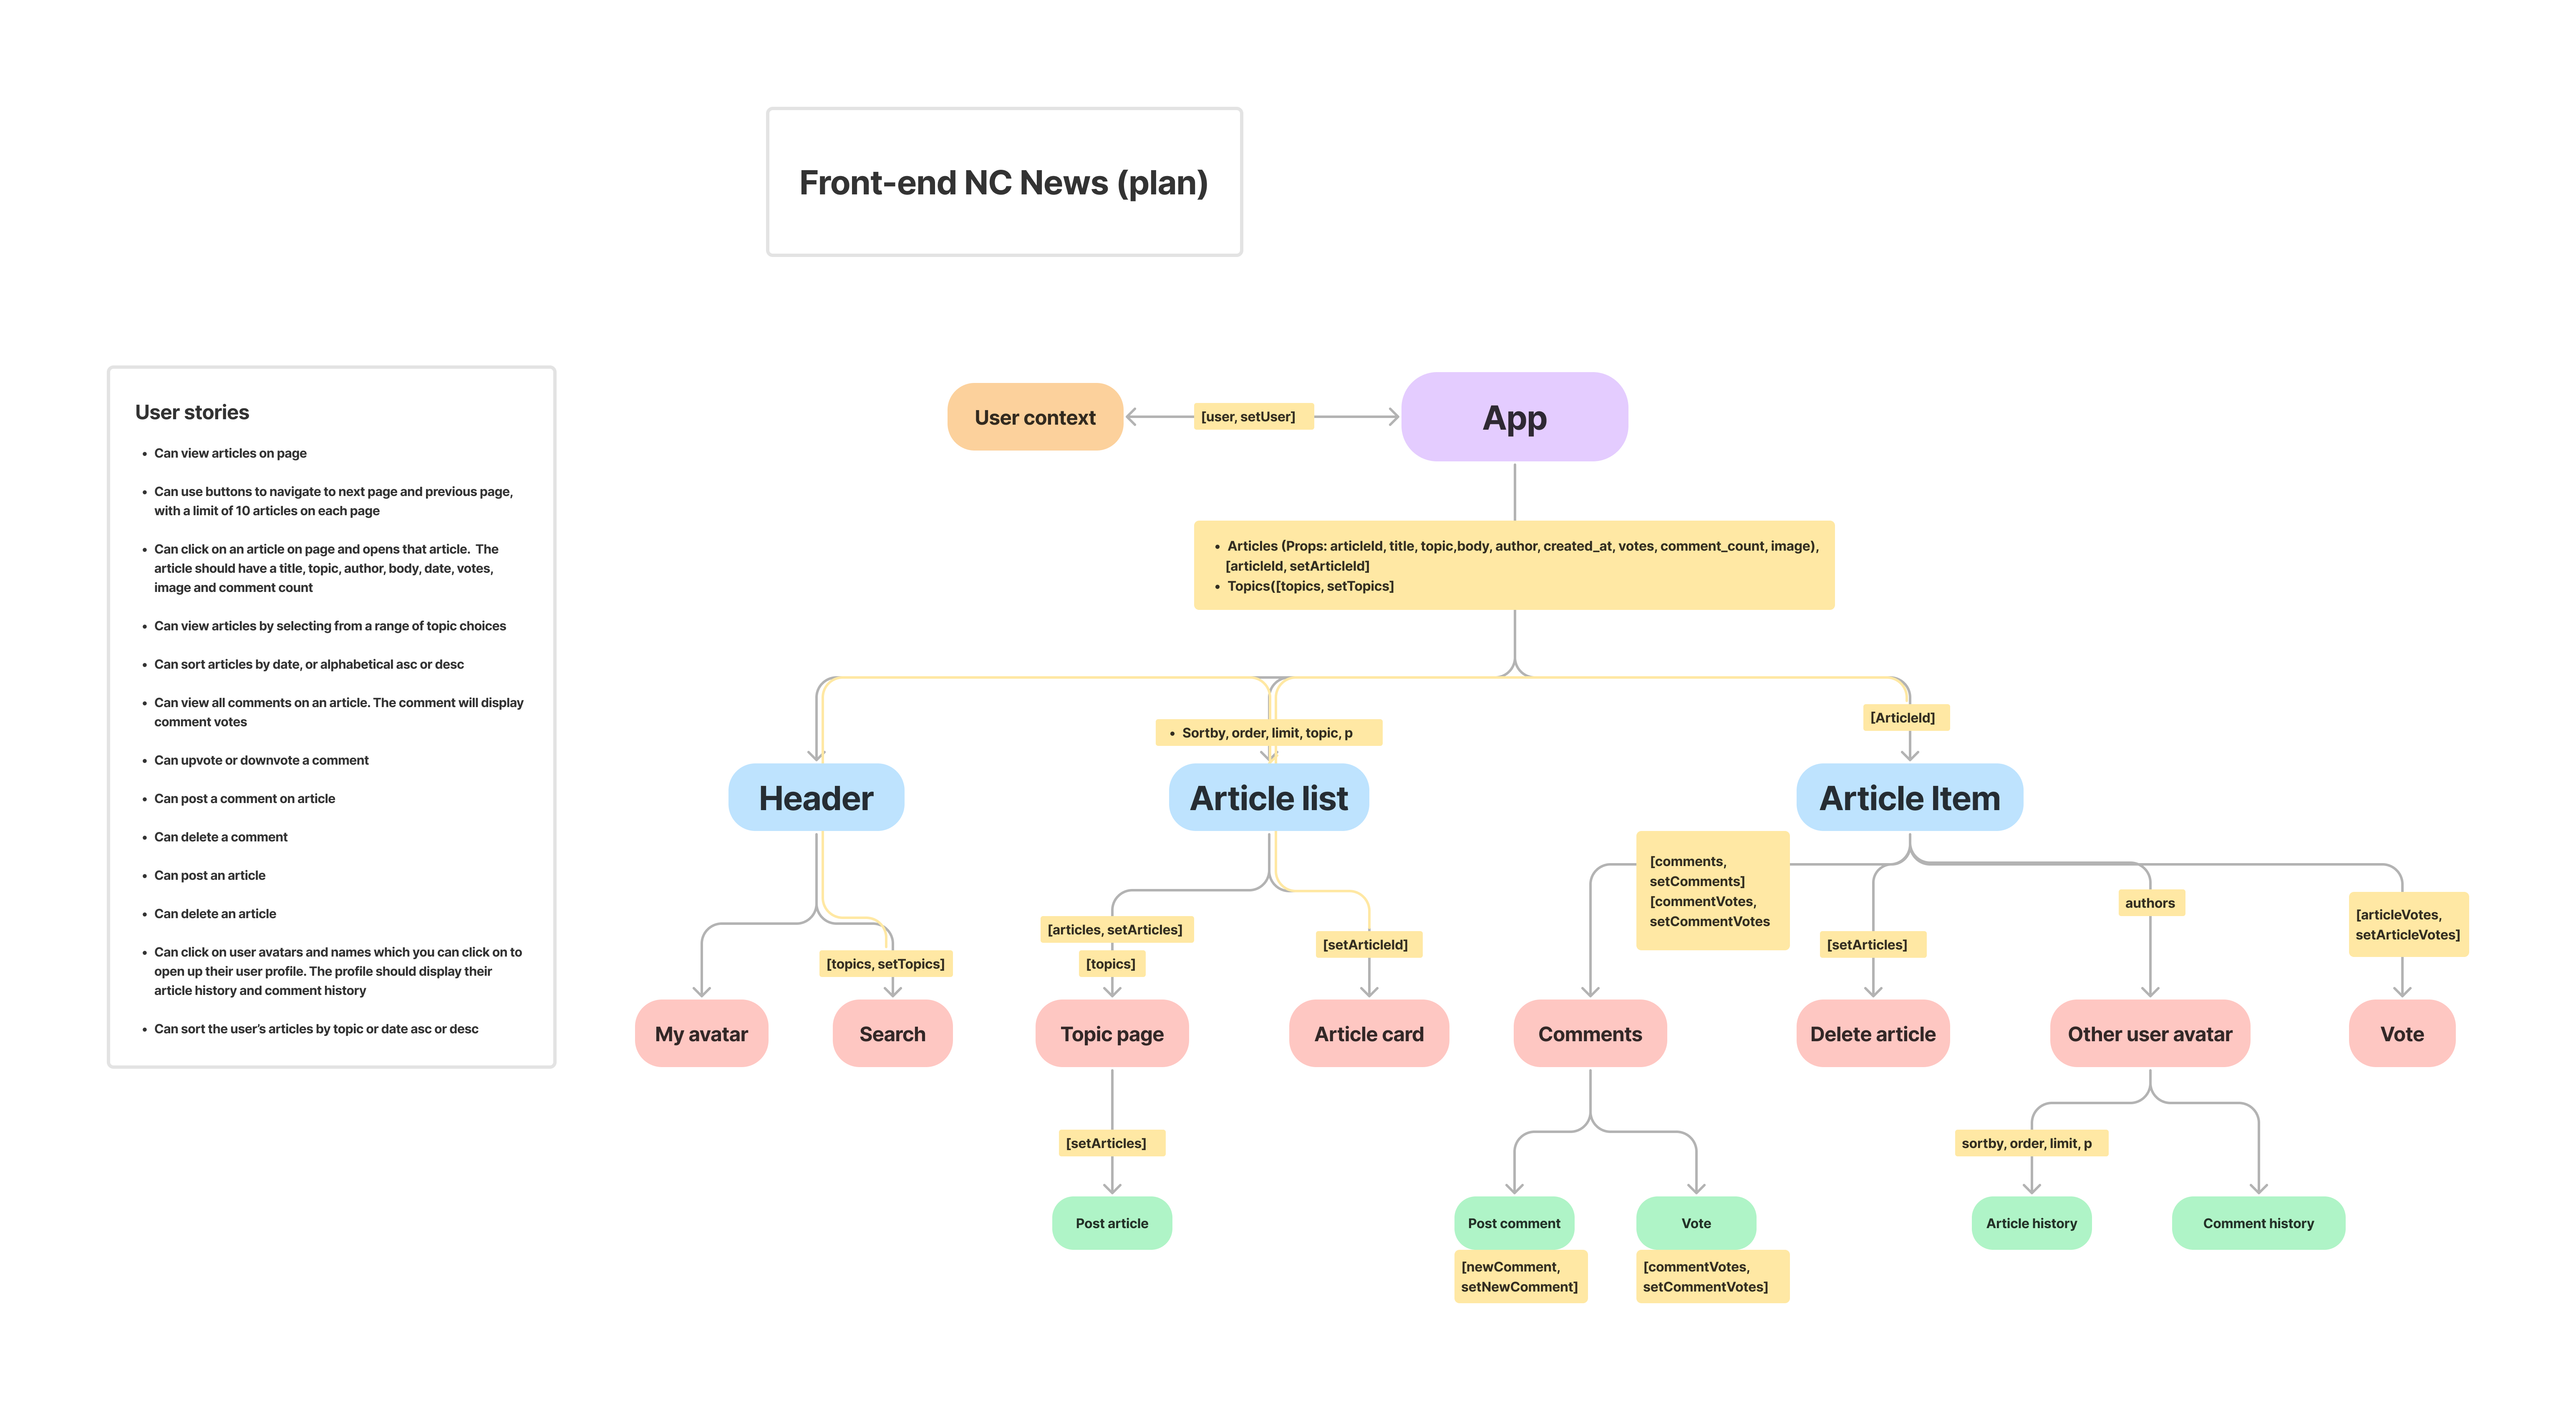 Front-end NC News (plan)
User stories
• Can view articles on page
• Can use buttons to navigate to next page and previous page,
with a limit of 10 articles on each page
• Can click on an article on page and opens that article.  The
article should have a title, topic, author, body, date, votes,
image and comment count
• Can view articles by selecting from a range of topic choices
• Can sort articles by date, or alphabetical asc or desc
• Can view all comments on an article. The comment will display
comment votes
• Can upvote or downvote a comment
• Can post a comment on article
• Can delete a comment
• Can post an article
• Can delete an article
• Can click on user avatars and names which you can click on to
open up their user profile. The profile should display their
article history and comment history
• Can sort the user’s articles by topic or date asc or desc
User context
[user, setUser]
App
• Articles (Props: articleId, title, topic,body, author, created_at, votes, comment_count, image),
[articleId, setArticleId]
• Topics([topics, setTopics]
• Sortby, order, limit, topic, p
[ArticleId]
Header
Article list
Article Item
[comments,
setComments]
[commentVotes,
setCommentVotes
authors
[articleVotes,
setArticleVotes]
[articles, setArticles]
[setArticleId]
[setArticles]
[topics, setTopics]
[topics]
My avatar
Search
Topic page
Article card
Comments
Delete article
Other user avatar
Vote
[setArticles]
sortby, order, limit, p
Post article
Post comment
Vote
Article history
Comment history
[newComment,
setNewComment]
[commentVotes,
setCommentVotes]